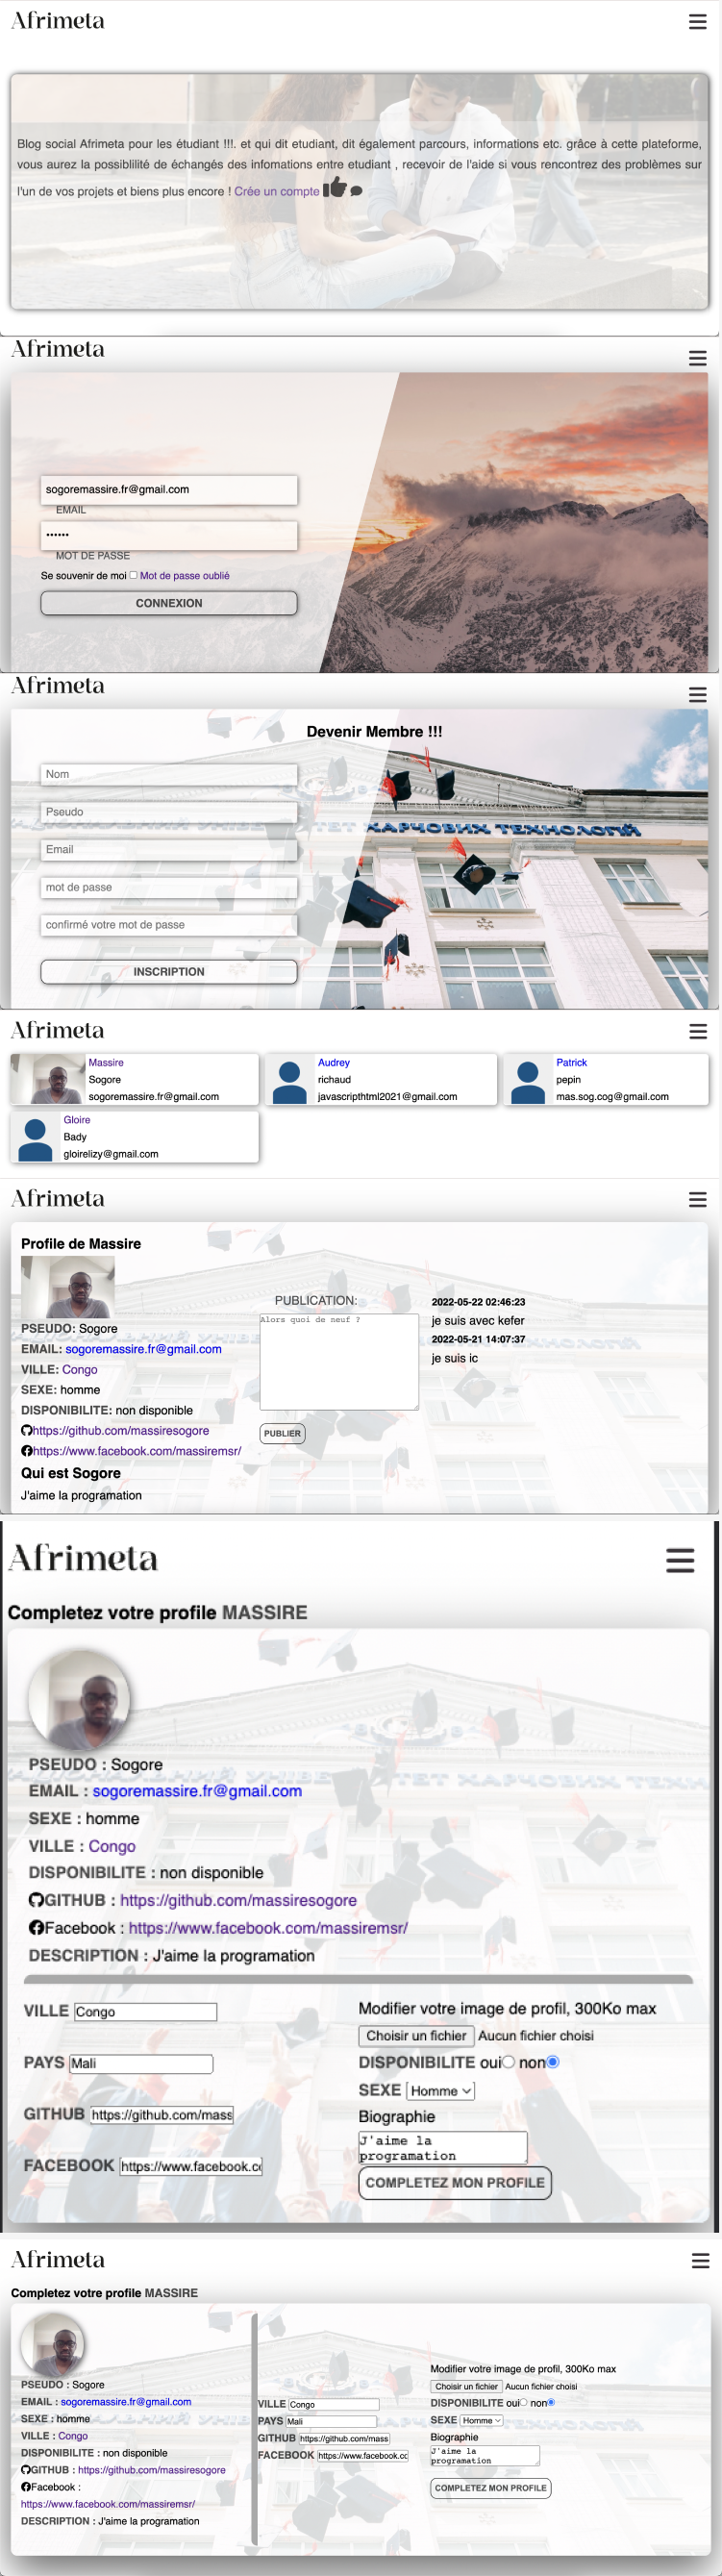 Afrimeta
Blog social Afrimeta pour les étudiant !!!. et qui dit etudiant, dit également parcours, informations etc. grâce à cette plateforme,
vous aurez la possiblilité de échangés des infomations entre etudiant , recevoir de l'aide si vous rencontrez des problèmes sur
l'un de vos projets et biens plus encore ! Crée un compte
Afrimeta
sogoremassire.fr@gmail.com
EMAIL
••••••
MOT DE PASSE
Se souvenir de moi Mot de passe oublié
CONNEXION
Afrimeta
Devenir Membre !!!
Nom
Pseudo
Email
mot de passe
confirmé votre mot de passe
INSCRIPTION
Afrimeta
Massire
Sogore
sogoremassire.fr@gmail.com
Audrey
richaud
javascripthtml2021@gmail.com
Patrick
pepin
mas.sog.cog@gmail.com
Gloire
Bady
gloirelizy@gmail.com
Afrimeta
Profile de Massire
PSEUDO: Sogore
EMAIL: sogoremassire.fr@gmail.com
VILLE: Congo
SEXE: homme
DISPONIBILITE: non disponible
https://github.com/massiresogore
https://www.facebook.com/massiremsr/
Qui est Sogore
J'aime la programation
PUBLICATION:
Alors quoi de neuf ?
PUBLIER
2022-05-22 02:46:23
je suis avec kefer
2022-05-21 14:07:37
je suis ic
Afrimeta
Completez votre profile MASSIRE
PSEUDO : Sogore
EMAIL : sogoremassire.fr@gmail.com
SEXE : homme
VILLE : Congo
DISPONIBILITE : non disponible
GITHUB : https://github.com/massiresogore
Facebook : https://www.facebook.com/massiremsr/
DESCRIPTION : J'aime la programation
VILLE Congo
PAYS Mali
GITHUB https://github.com/mass
FACEBOOK https://www.facebook.co
Modifier votre image de profil, 300Ko max
Choisir un fichier Aucun fichier choisi
DISPONIBILITE oui non
SEXE Homme
Biographie
J'aime la
programation
COMPLETEZ MON PROFILE
Afrimeta
Completez votre profile MASSIRE
PSEUDO : Sogore
EMAIL : sogoremassire.fr@gmail.com
SEXE : homme
VILLE : Congo
DISPONIBILITE : non disponible
GITHUB : https://github.com/massiresogore
Facebook :
https://www.facebook.com/massiremsr/
DESCRIPTION : J'aime la programation
VILLE Congo
PAYS Mali
GITHUB https://github.com/mass
FACEBOOK https://www.facebook.co
Modifier votre image de profil, 300Ko max
Choisir un fichier Aucun fichier choisi
DISPONIBILITE oui non
SEXE Homme
Biographie
J'aime la
programation
COMPLETEZ MON PROFILE